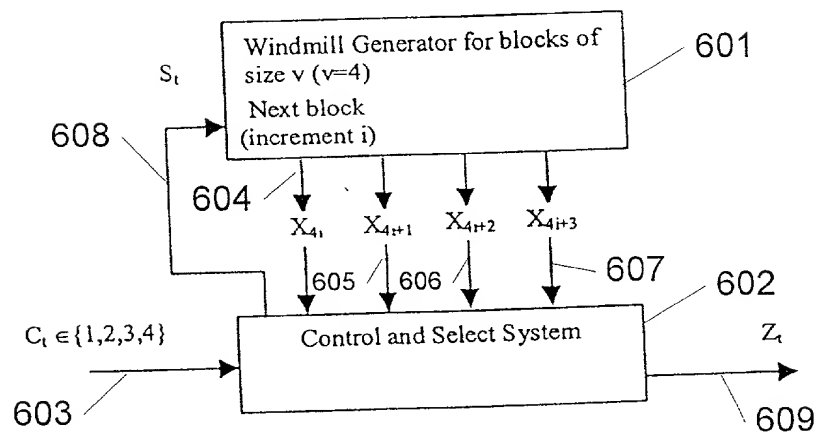 Windmill Generator for blocks of
size v (v=4)
Next block
(increment i)
601
S_t
608
604
X_4i
X_4i+1
X_4i+2
X_4i+3
605
606
607
602
C_t ∈{1,2,3,4}
Control and Select System
Z_t
603
609